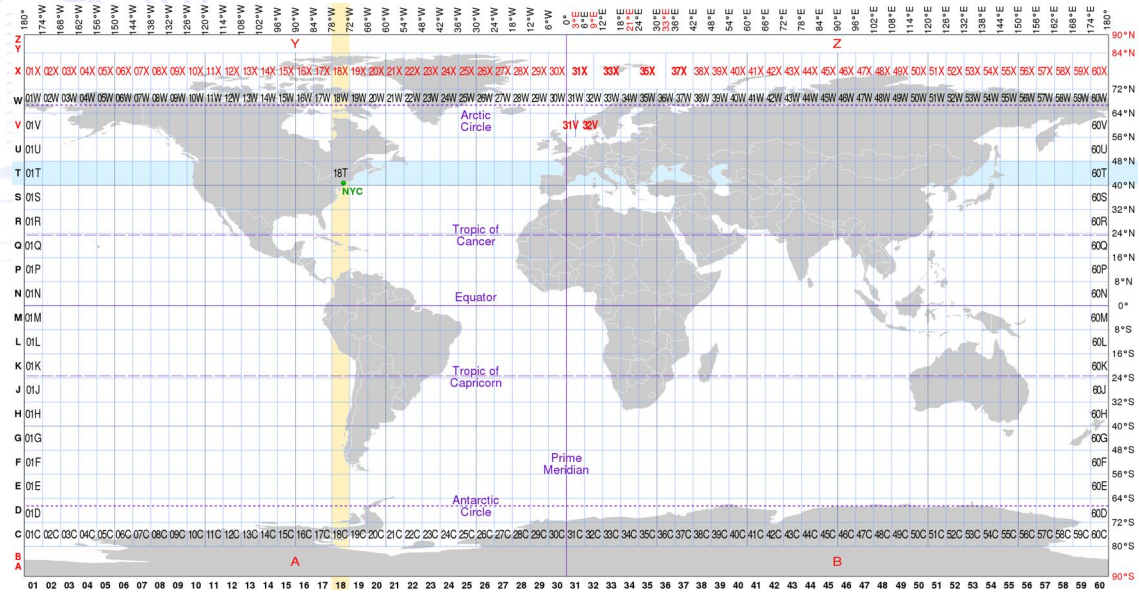 180° 174°W 168°W 162°W 156°W 150°W 144°W 138°W 132°W 126°W 120°W 114°W 108°W 102°W 96°W 90°W 84°W 78°W 72°W 66°W 60°W 54°W 48°W 42°W 36°W 30°W 24°W 18°W 12°W 6°W 0° 3°E 6°E 9°E 12°E 18°E 21°E 24°E 30°E 33°E 36°E 42°E 48°E 54°E 60°E 66°E 72°E 78°E 84°E 90°E 96°E 102°E 108°E 114°E 120°E 126°E 132°E 138°E 144°E 150°E 156°E 162°E 168°E 174°E 180°
Z 90°N
Y Y Z
84°N
X 01X 02X 03X 04X 05X 06X 07X 08X 09X 10X 11X 12X 13X 14X 15X 16X 17X 18X 19X 20X 21X 22X 23X 24X 25X 26X 27X 28X 29X 30X 31X 33X 35X 37X 38X 39X 40X 41X 42X 43X 44X 45X 46X 47X 48X 49X 50X 51X 52X 53X 54X 55X 56X 57X 58X 59X 60X
72°N
W 01W 02W 03W 04W 05W 06W 07W 08W 09W 10W 11W 12W 13W 14W 15W 16W 17W 18W 19W 20W 21W 22W 23W 24W 25W 26W 27W 28W 29W 30W 31W 32W 33W 34W 35W 36W 37W 38W 39W 40W 41W 42W 43W 44W 45W 46W 47W 48W 49W 50W 51W 52W 53W 54W 55W 56W 57W 58W 59W 60W
Arctic
Circle
64°N
V 01V 31V 32V 60V
56°N
U 01U 60U
48°N
T 01T 18T 60T
40°N
NYC
S 01S 60S
32°N
R 01R 60R
Tropic of
Cancer
24°N
Q 01Q 60Q
16°N
P 01P 60P
8°N
N 01N 60N
Equator
0°
M 01M 60M
8°S
L 01L 60L
16°S
K 01K 60K
Tropic of
Capricorn
24°S
J 01J 60J
32°S
H 01H 60H
40°S
G 01G 60G
48°S
Prime
Meridian
F 01F 60F
56°S
E 01E 60E
64°S
Antarctic
Circle
D 01D 60D
72°S
C 01C 02C 03C 04C 05C 06C 07C 08C 09C 10C 11C 12C 13C 14C 15C 16C 17C 18C 19C 20C 21C 22C 23C 24C 25C 26C 27C 28C 29C 30C 31C 32C 33C 34C 35C 36C 37C 38C 39C 40C 41C 42C 43C 44C 45C 46C 47C 48C 49C 50C 51C 52C 53C 54C 55C 56C 57C 58C 59C 60C
80°S
B A B
A 90°S
01 02 03 04 05 06 07 08 09 10 11 12 13 14 15 16 17 18 19 20 21 22 23 24 25 26 27 28 29 30 31 32 33 34 35 36 37 38 39 40 41 42 43 44 45 46 47 48 49 50 51 52 53 54 55 56 57 58 59 60